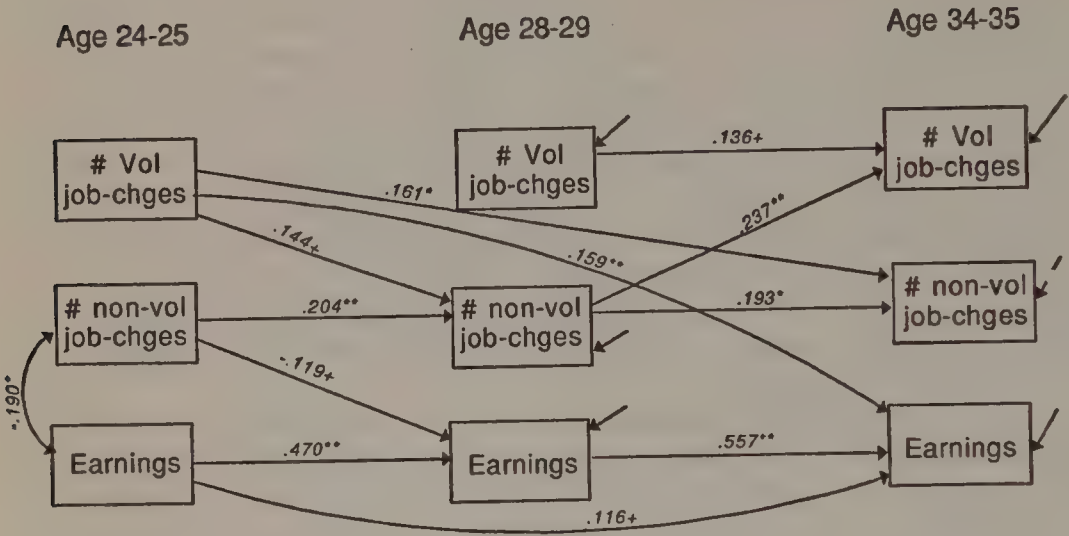 Age 24-25
Age 28-29
Age 34-35
# Vol
job-chges
# Vol
job-chges
# Vol
job-chges
.136+
.161*
.237**
.144+
.159**
# non-vol
job-chges
# non-vol
job-chges
# non-vol
job-chges
.204**
.193*
-.119+
-.190*
Earnings
Earnings
Earnings
.470**
.557**
.116+